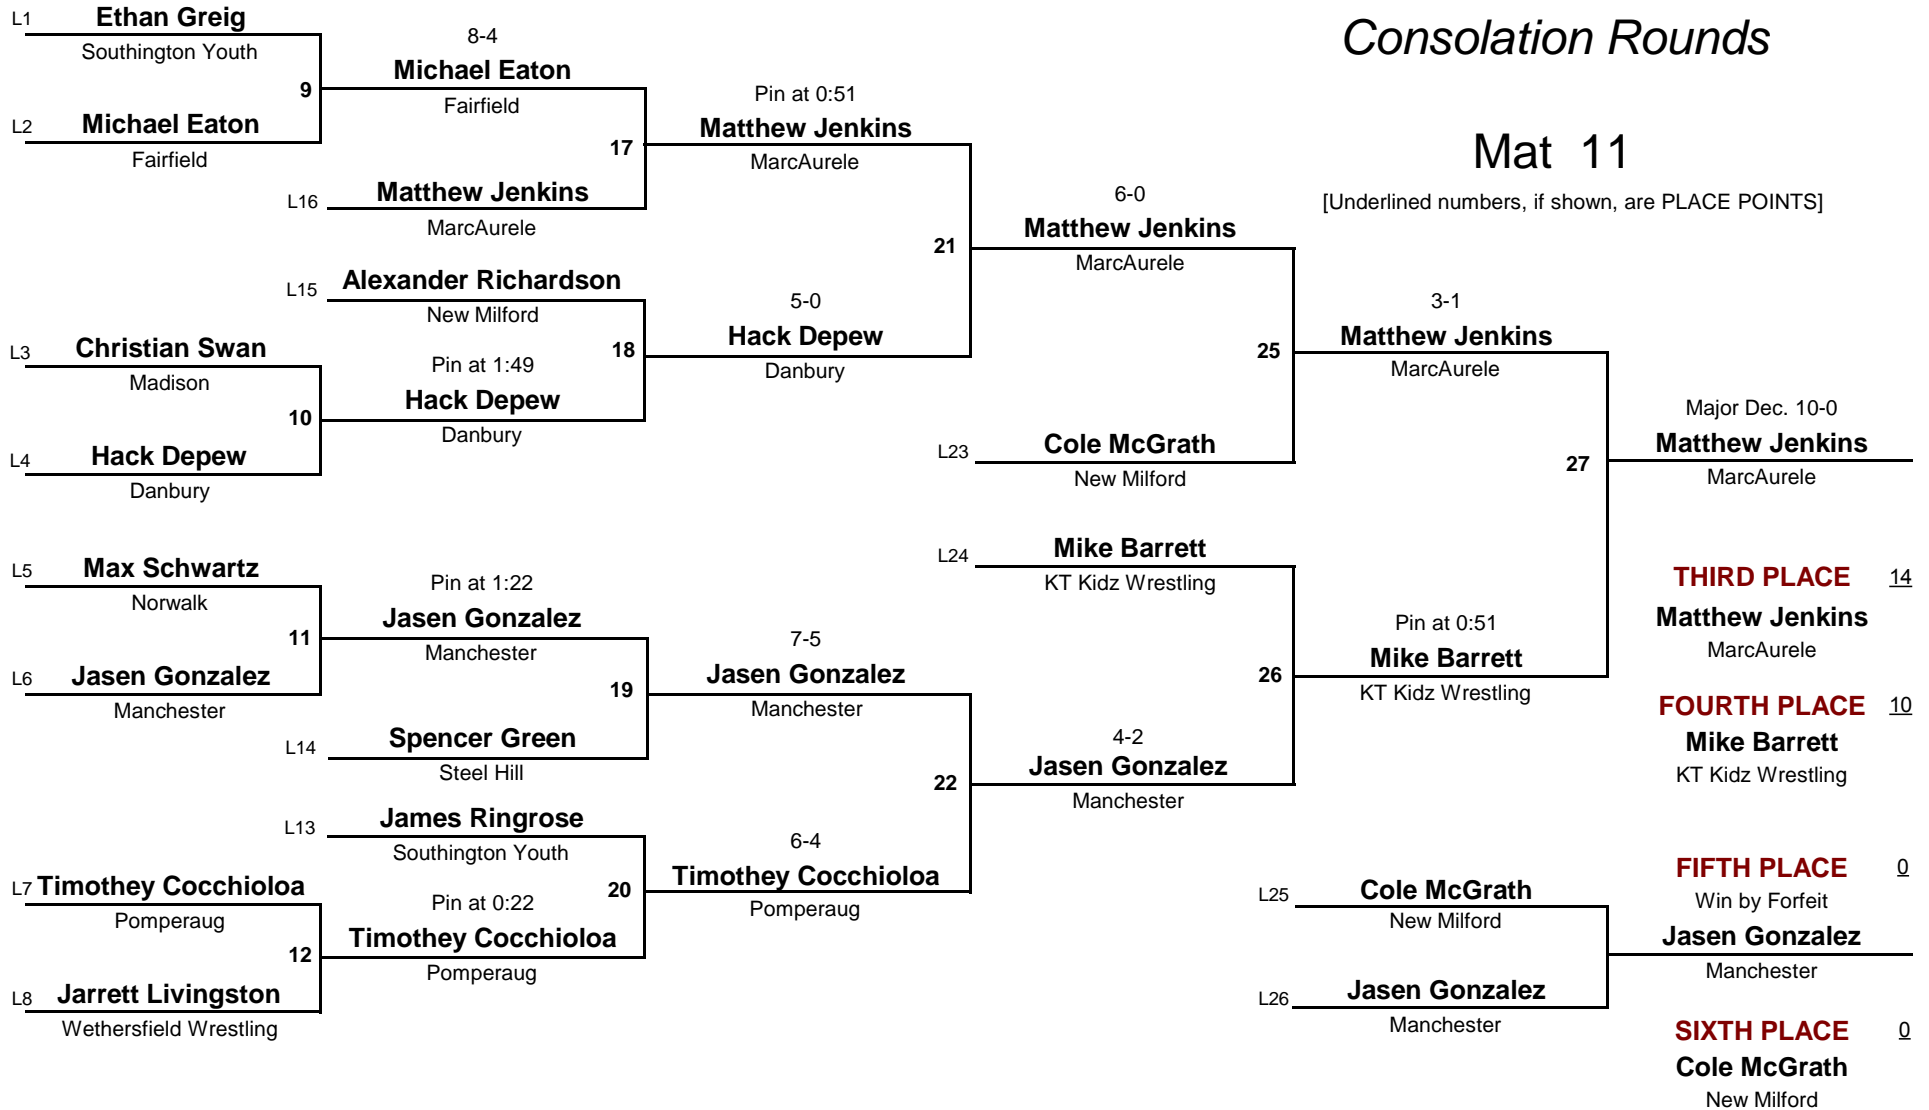 Consolation Rounds
Mat 11
[Underlined numbers, if shown, are PLACE POINTS]
L1 Ethan Greig
Southington Youth
9
L2 Michael Eaton
Fairfield
8-4
Michael Eaton
Fairfield
17
L16 Matthew Jenkins
MarcAurele
Pin at 0:51
Matthew Jenkins
MarcAurele
21
L15 Alexander Richardson
New Milford
18
L3 Christian Swan
Madison
10
L4 Hack Depew
Danbury
Pin at 1:49
Hack Depew
Danbury
5-0
Hack Depew
Danbury
6-0
Matthew Jenkins
MarcAurele
25
L23 Cole McGrath
New Milford
3-1
Matthew Jenkins
MarcAurele
27
Major Dec. 10-0
Matthew Jenkins
MarcAurele
L5 Max Schwartz
Norwalk
11
L6 Jasen Gonzalez
Manchester
Pin at 1:22
Jasen Gonzalez
Manchester
19
L14 Spencer Green
Steel Hill
7-5
Jasen Gonzalez
Manchester
22
L13 James Ringrose
Southington Youth
20
L7 Timothey Cocchioloa
Pomperaug
12
L8 Jarrett Livingston
Wethersfield Wrestling
Pin at 0:22
Timothey Cocchioloa
Pomperaug
6-4
Timothey Cocchioloa
Pomperaug
L24 Mike Barrett
KT Kidz Wrestling
26
4-2
Jasen Gonzalez
Manchester
Pin at 0:51
Mike Barrett
KT Kidz Wrestling
THIRD PLACE 14
Matthew Jenkins
MarcAurele
FOURTH PLACE 10
Mike Barrett
KT Kidz Wrestling
L25 Cole McGrath
New Milford
L26 Jasen Gonzalez
Manchester
FIFTH PLACE 0
Win by Forfeit
Jasen Gonzalez
Manchester
SIXTH PLACE 0
Cole McGrath
New Milford